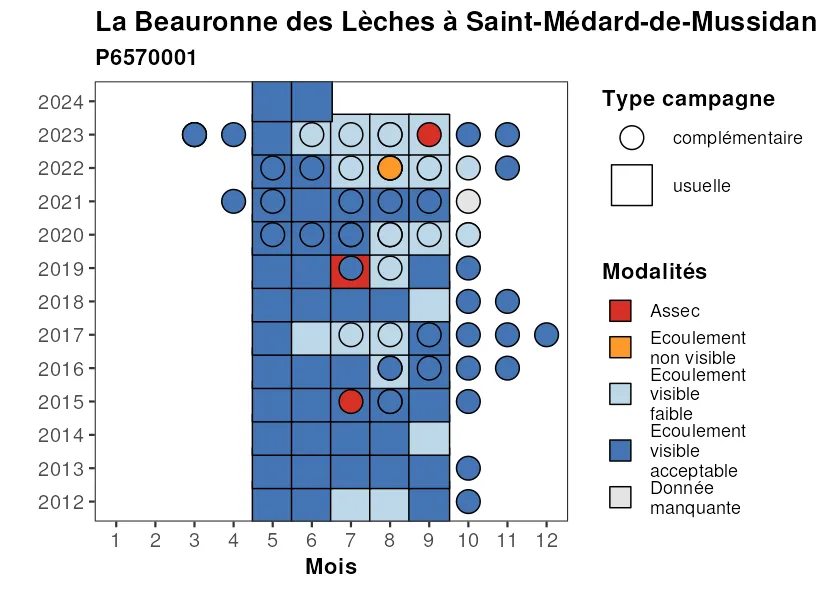 La Beauronne des Lèches à Saint-Médard-de-Mussidan
P6570001
2024
2023
2022
2021
2020
2019
2018
2017
2016
2015
2014
2013
2012
1 2 3 4 5 6 7 8 9 10 11 12
Mois
Type campagne
complémentaire
usuelle
Modalités
Assec
Ecoulement
non visible
Ecoulement
visible
faible
Ecoulement
visible
acceptable
Donnée
manquante